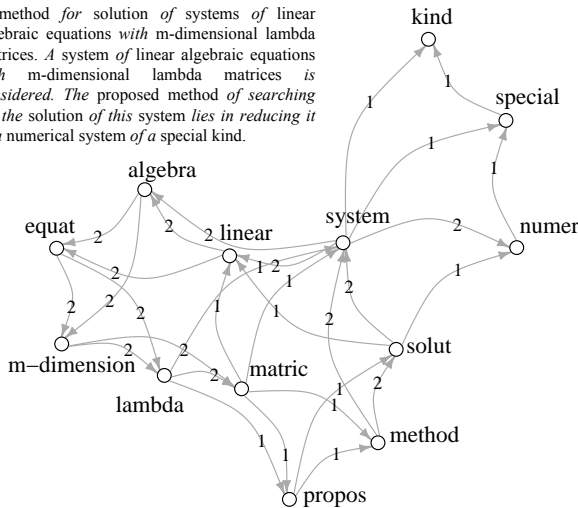 method for solution of systems of linear
ebraic equations with m-dimensional lambda
trices. A system of linear algebraic equations
h m-dimensional lambda matrices is
sidered. The proposed method of searching
the solution of this system lies in reducing it
numerical system of a special kind.
kind
special
1
1
1
algebra
system
equat
linear
numer
2
2
2
2
1
2
2
1
2
1
2
2
1
1
2
solut
m-dimension
2
2
matric
2
1
2
lambda
1
method
1
1
1
propos